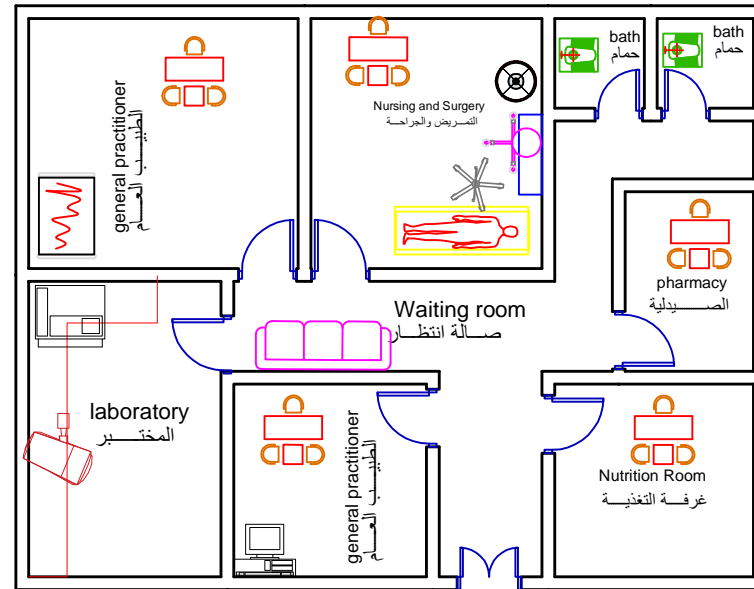 bath
حمام
bath
حمام
general practitioner
الطبيب العام
Nursing and Surgery
التمريض والجراحة
pharmacy
الصيدلية
Waiting room
صالة انتظار
laboratory
المختبر
general practitioner
الطبيب العام
Nutrition Room
غرفة التغذية